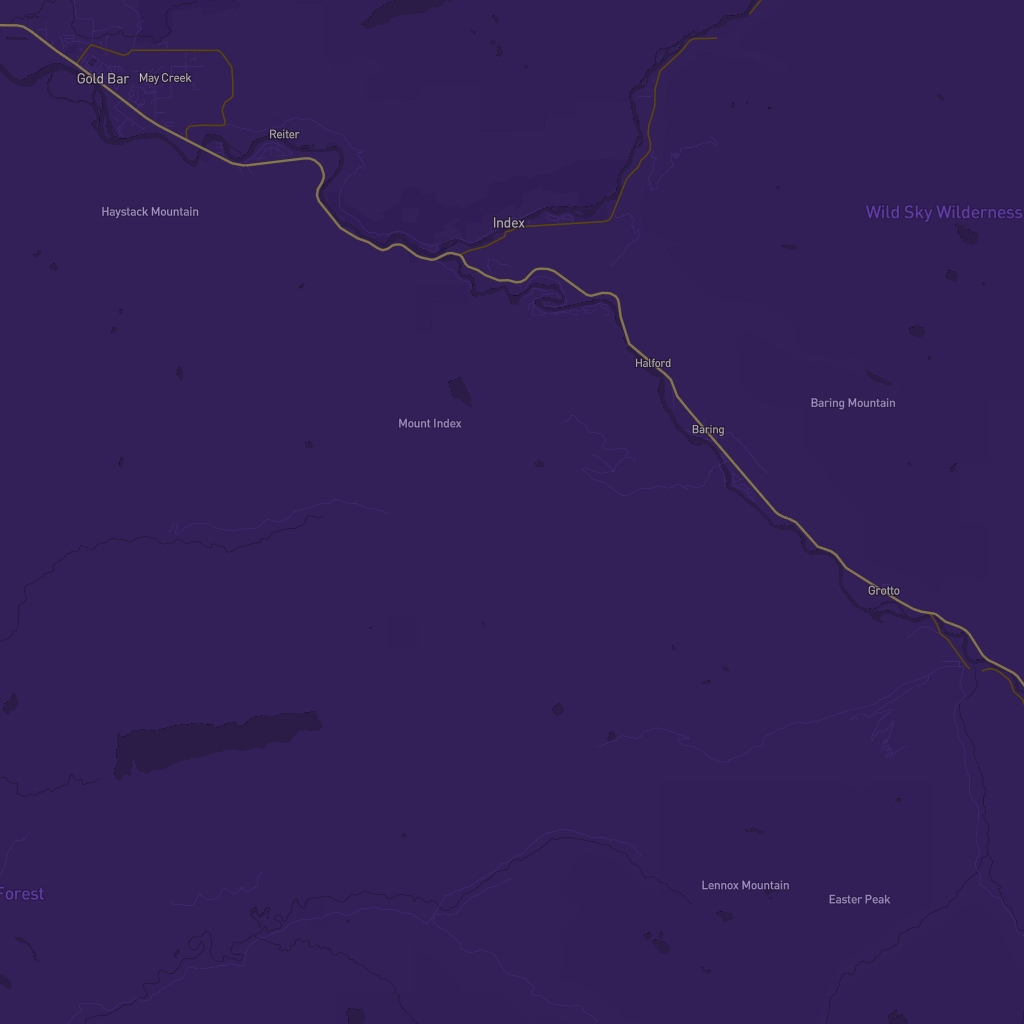 Gold Bar
May Creek
Reiter
Haystack Mountain
Index
Wild Sky Wilderness
Halford
Baring Mountain
Mount Index
Baring
Grotto
Forest
Lennox Mountain
Easter Peak